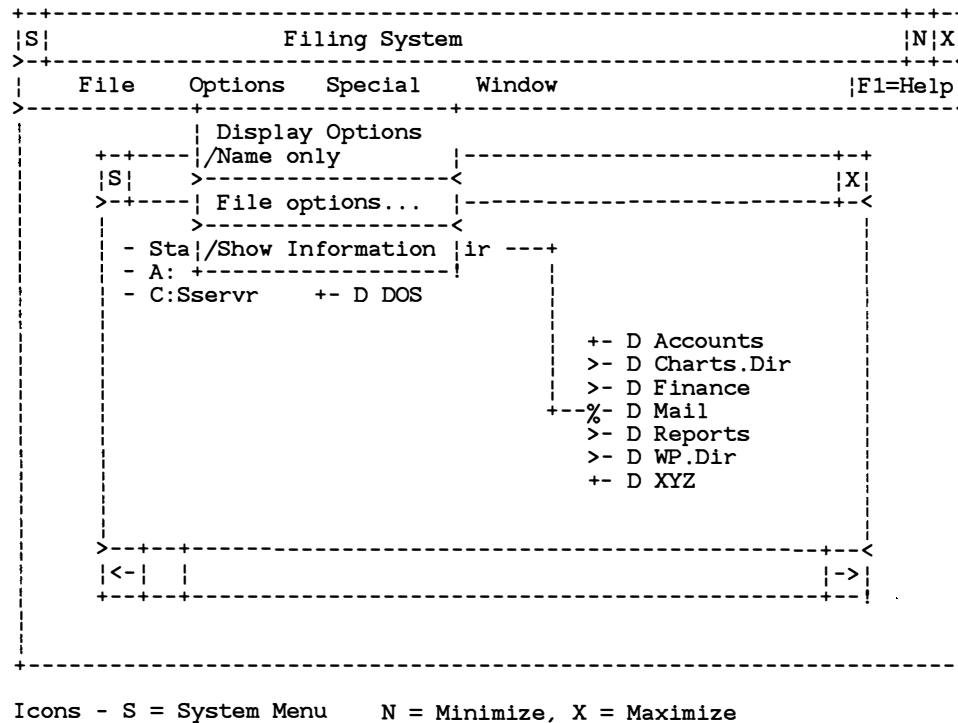 S Filing System N X
File Options Special Window F1=Help
Display Options
/Name only
S X
File options...
- Sta /Show Information ir ---+
- A:
- C:Sservr +- D DOS
+- D Accounts
>- D Charts.Dir
>- D Finance
+--%- D Mail
>- D Reports
>- D WP.Dir
+- D XYZ
<- ->
Icons - S = System Menu N = Minimize, X = Maximize